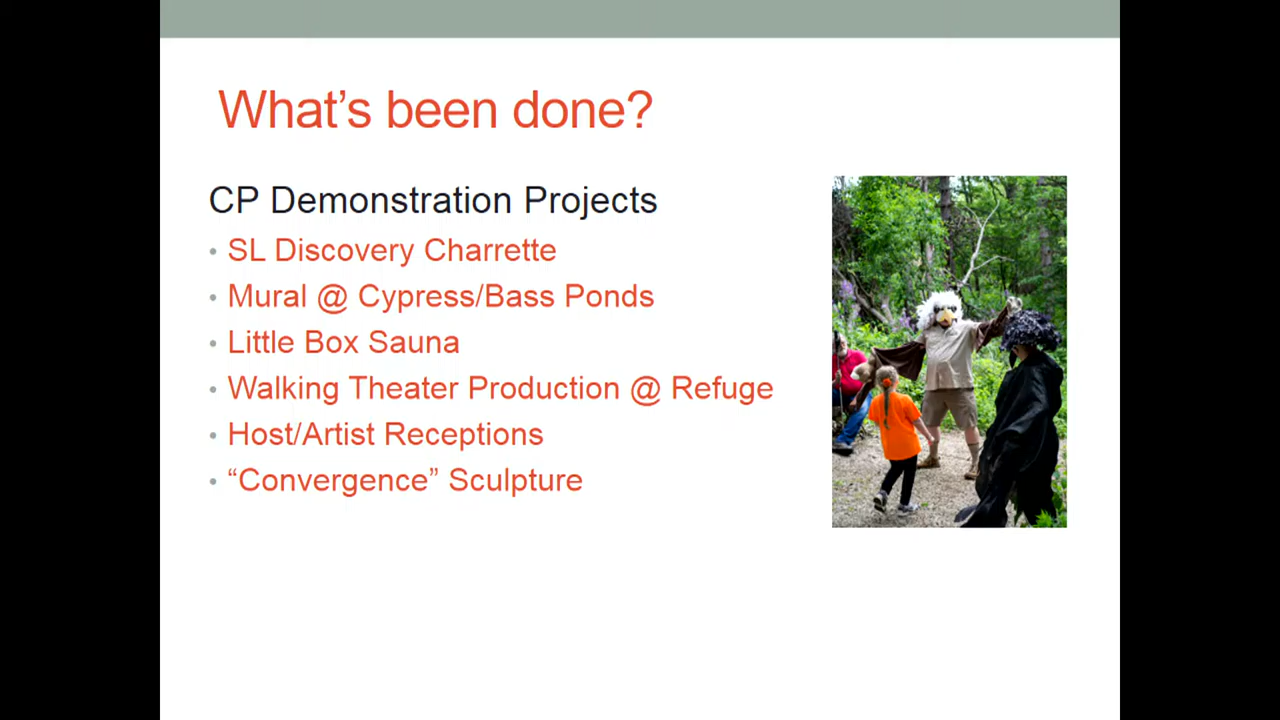 What's been done?
CP Demonstration Projects
• SL Discovery Charrette
• Mural @ Cypress/Bass Ponds
• Little Box Sauna
• Walking Theater Production @ Refuge
• Host/Artist Receptions
• “Convergence” Sculpture